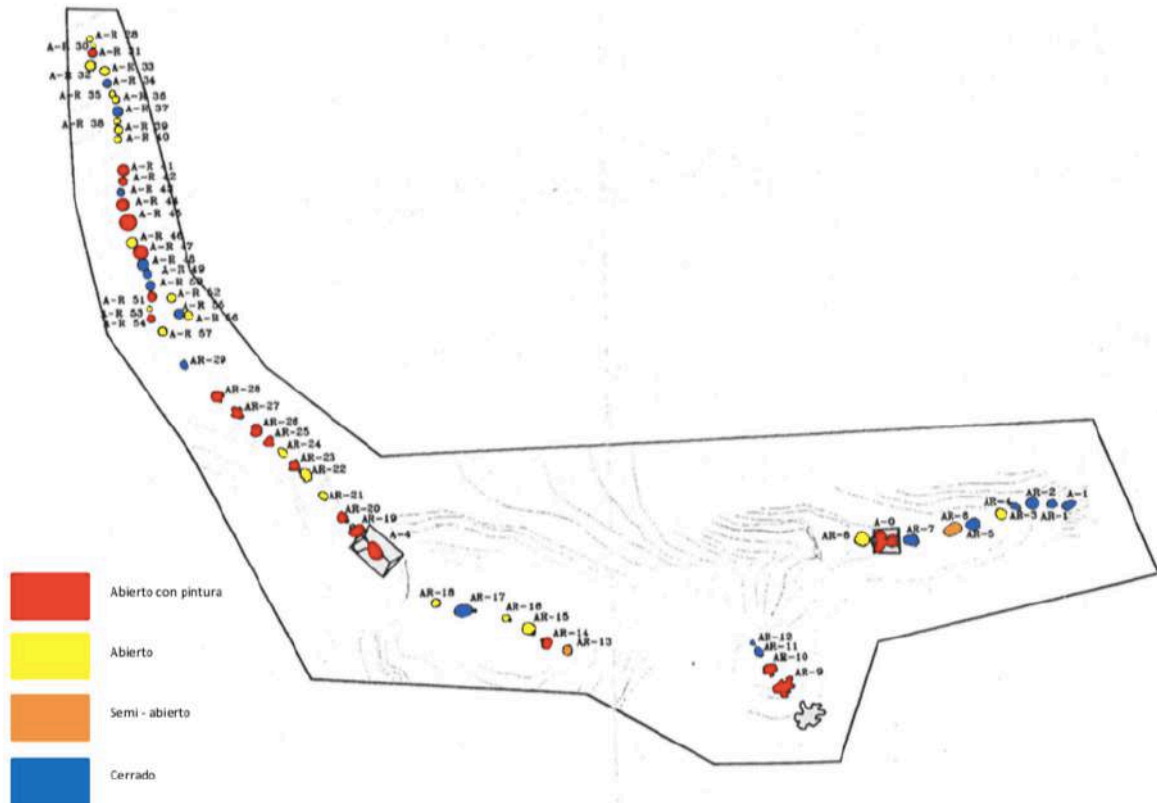 A-R 28
A-R 30
A-R 31
A-R 33
A-R 32
A-R 34
A-R 35
A-R 36
A-R 37
A-R 38
A-R 39
A-R 40
A-R 41
A-R 42
A-R 43
A-R 44
A-R 45
A-R 46
A-R 47
A-R 48
A-R 49
A-R 50
A-R 52
A-R 51
A-R 55
A-R 53
A-R 56
A-R 54
A-R 57
AR-29
AR-28
AR-27
AR-26
AR-25
AR-24
AR-23
AR-22
AR-21
AR-20
AR-19
A-4
AR-18
AR-17
AR-16
AR-15
AR-14
AR-13
AR-12
AR-11
AR-10
AR-9
AR-8
A-0
AR-7
AR-6
AR-5
AR-4
AR-3
AR-2
AR-1
A-1
Abierto con pintura
Abierto
Semi - abierto
Cerrado